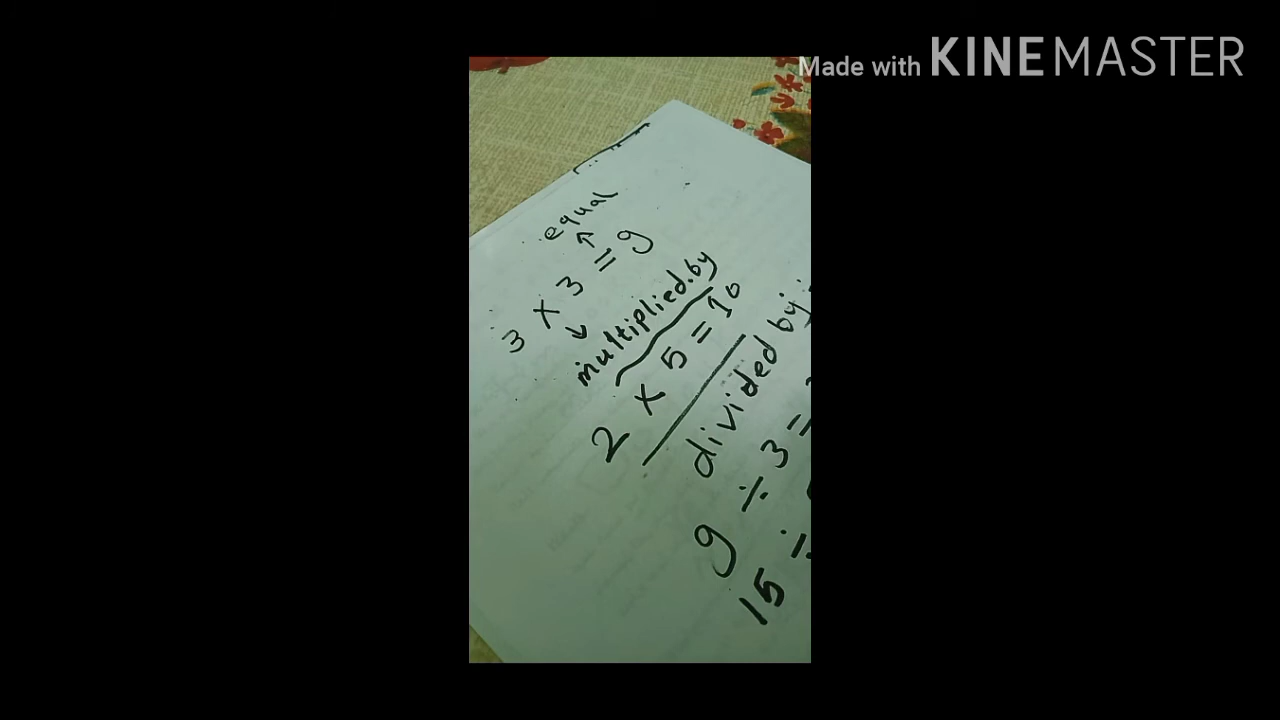 Made with KINEMASTER
equal
↑
3 x 3 = 9
↓
multiplied.by
2 x 5 = 10
divided by
9 ÷ 3 =
15 ÷